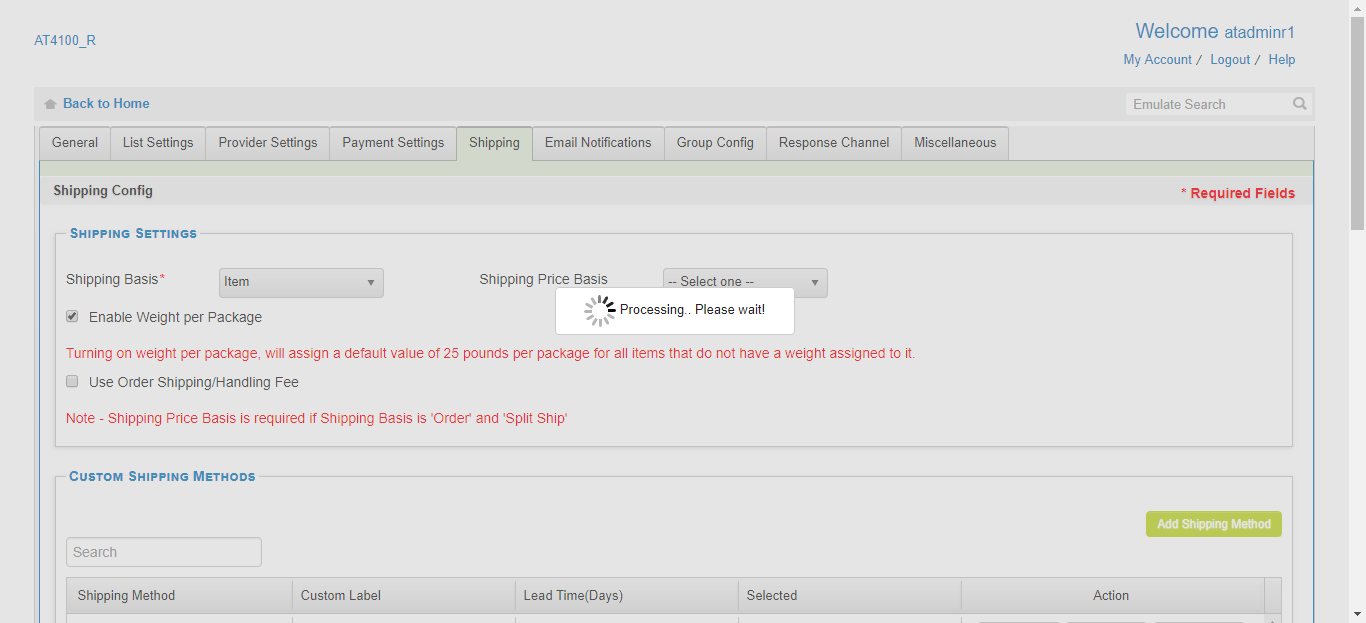 AT4100_R
Welcome atadminr1
My Account / Logout / Help
Back to Home
Emulate Search
General List Settings Provider Settings Payment Settings Shipping Email Notifications Group Config Response Channel Miscellaneous
Shipping Config
* Required Fields
Shipping Settings
Shipping Basis* Item Shipping Price Basis -- Select one --
Processing.. Please wait!
Enable Weight per Package
Turning on weight per package, will assign a default value of 25 pounds per package for all items that do not have a weight assigned to it.
Use Order Shipping/Handling Fee
Note - Shipping Price Basis is required if Shipping Basis is 'Order' and 'Split Ship'
Custom Shipping Methods
Add Shipping Method
Search
Shipping Method Custom Label Lead Time(Days) Selected Action